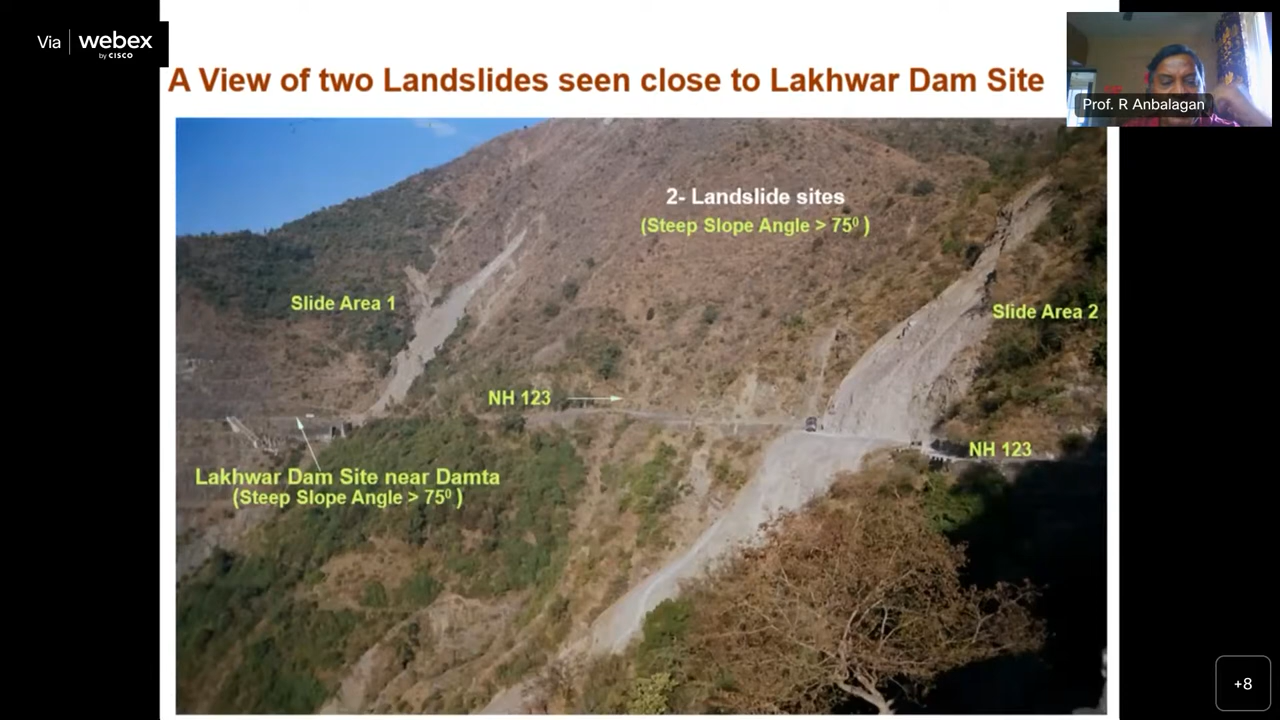 Via webex
by CISCO
A View of two Landslides seen close to Lakhwar Dam Site
Prof. R Anbalagan
2- Landslide sites
(Steep Slope Angle > 75⁰ )
Slide Area 1
Slide Area 2
NH 123
NH 123
Lakhwar Dam Site near Damta
(Steep Slope Angle > 75⁰ )
+8